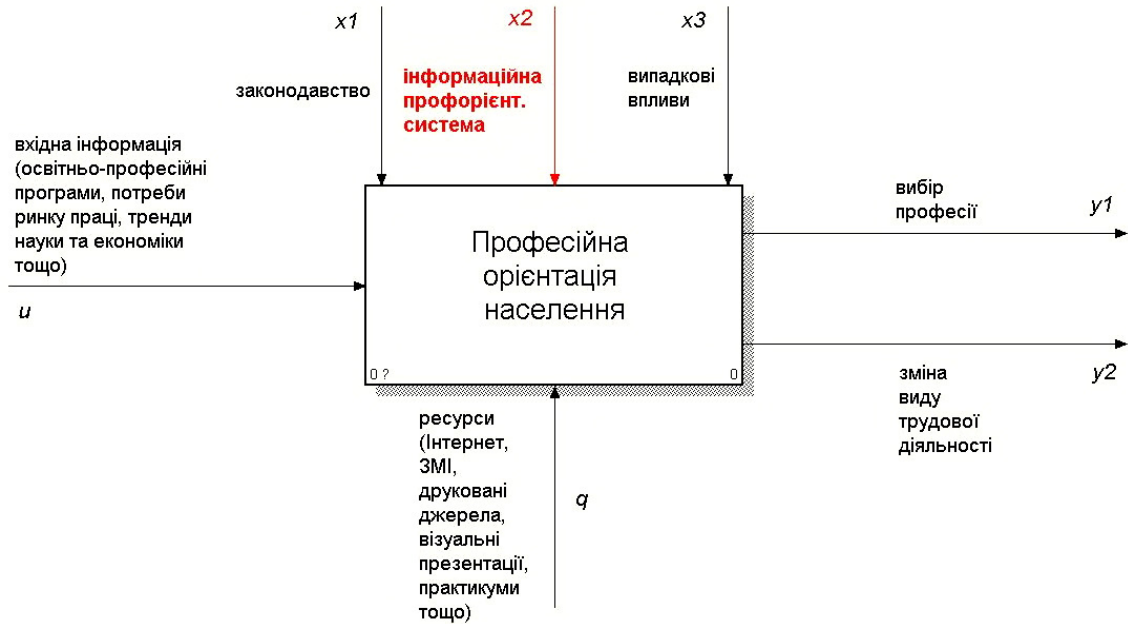 x1
x2
x3
законодавство
інформаційна
профорієнт.
система
випадкові
впливи
вхідна інформація
(освітньо-професійні
програми, потреби
ринку праці, тренди
науки та економіки
тощо)
u
Професійна
орієнтація
населення
0 ?
0
вибір
професії
y1
зміна
виду
трудової
діяльності
y2
ресурси
(Інтернет,
ЗМІ,
друковані
джерела,
візуальні
презентації,
практикуми
тощо)
q